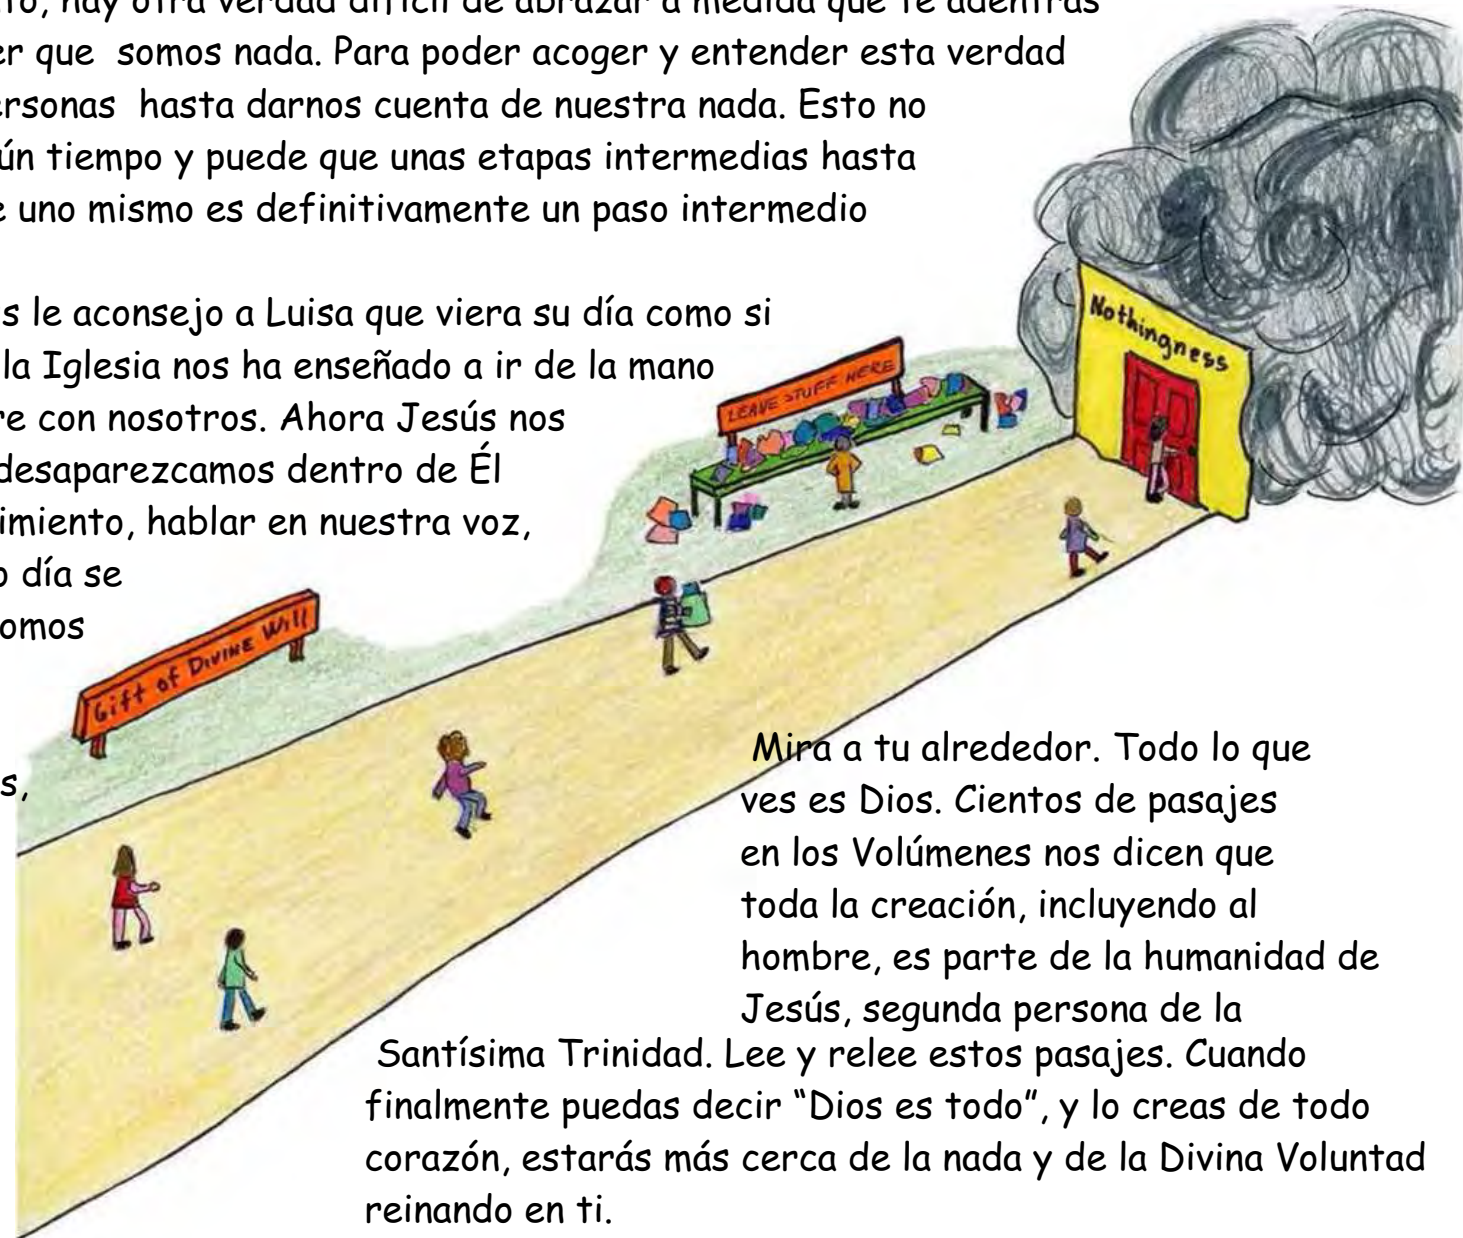 hay otra verdad difícil de abrazar a medida que te adentras
que somos nada. Para poder acoger y entender esta verdad
hasta darnos cuenta de nuestra nada. Esto no
tiempo y puede que unas etapas intermedias hasta
uno mismo es definitivamente un paso intermedio
le aconsejo a Luisa que viera su día como si
la Iglesia nos ha enseñado a ir de la mano
con nosotros. Ahora Jesús nos
desaparezcamos dentro de Él
hablar en nuestra voz,
día se
Nothingness
LEAVE STUFF HERE
Gift of DIVINE Will
Mira a tu alrededor. Todo lo que
ves es Dios. Cientos de pasajes
en los Volúmenes nos dicen que
toda la creación, incluyendo al
hombre, es parte de la humanidad de
Jesús, segunda persona de la
Santísima Trinidad. Lee y relee estos pasajes. Cuando
finalmente puedas decir “Dios es todo”, y lo creas de todo
corazón, estarás más cerca de la nada y de la Divina Voluntad
reinando en ti.